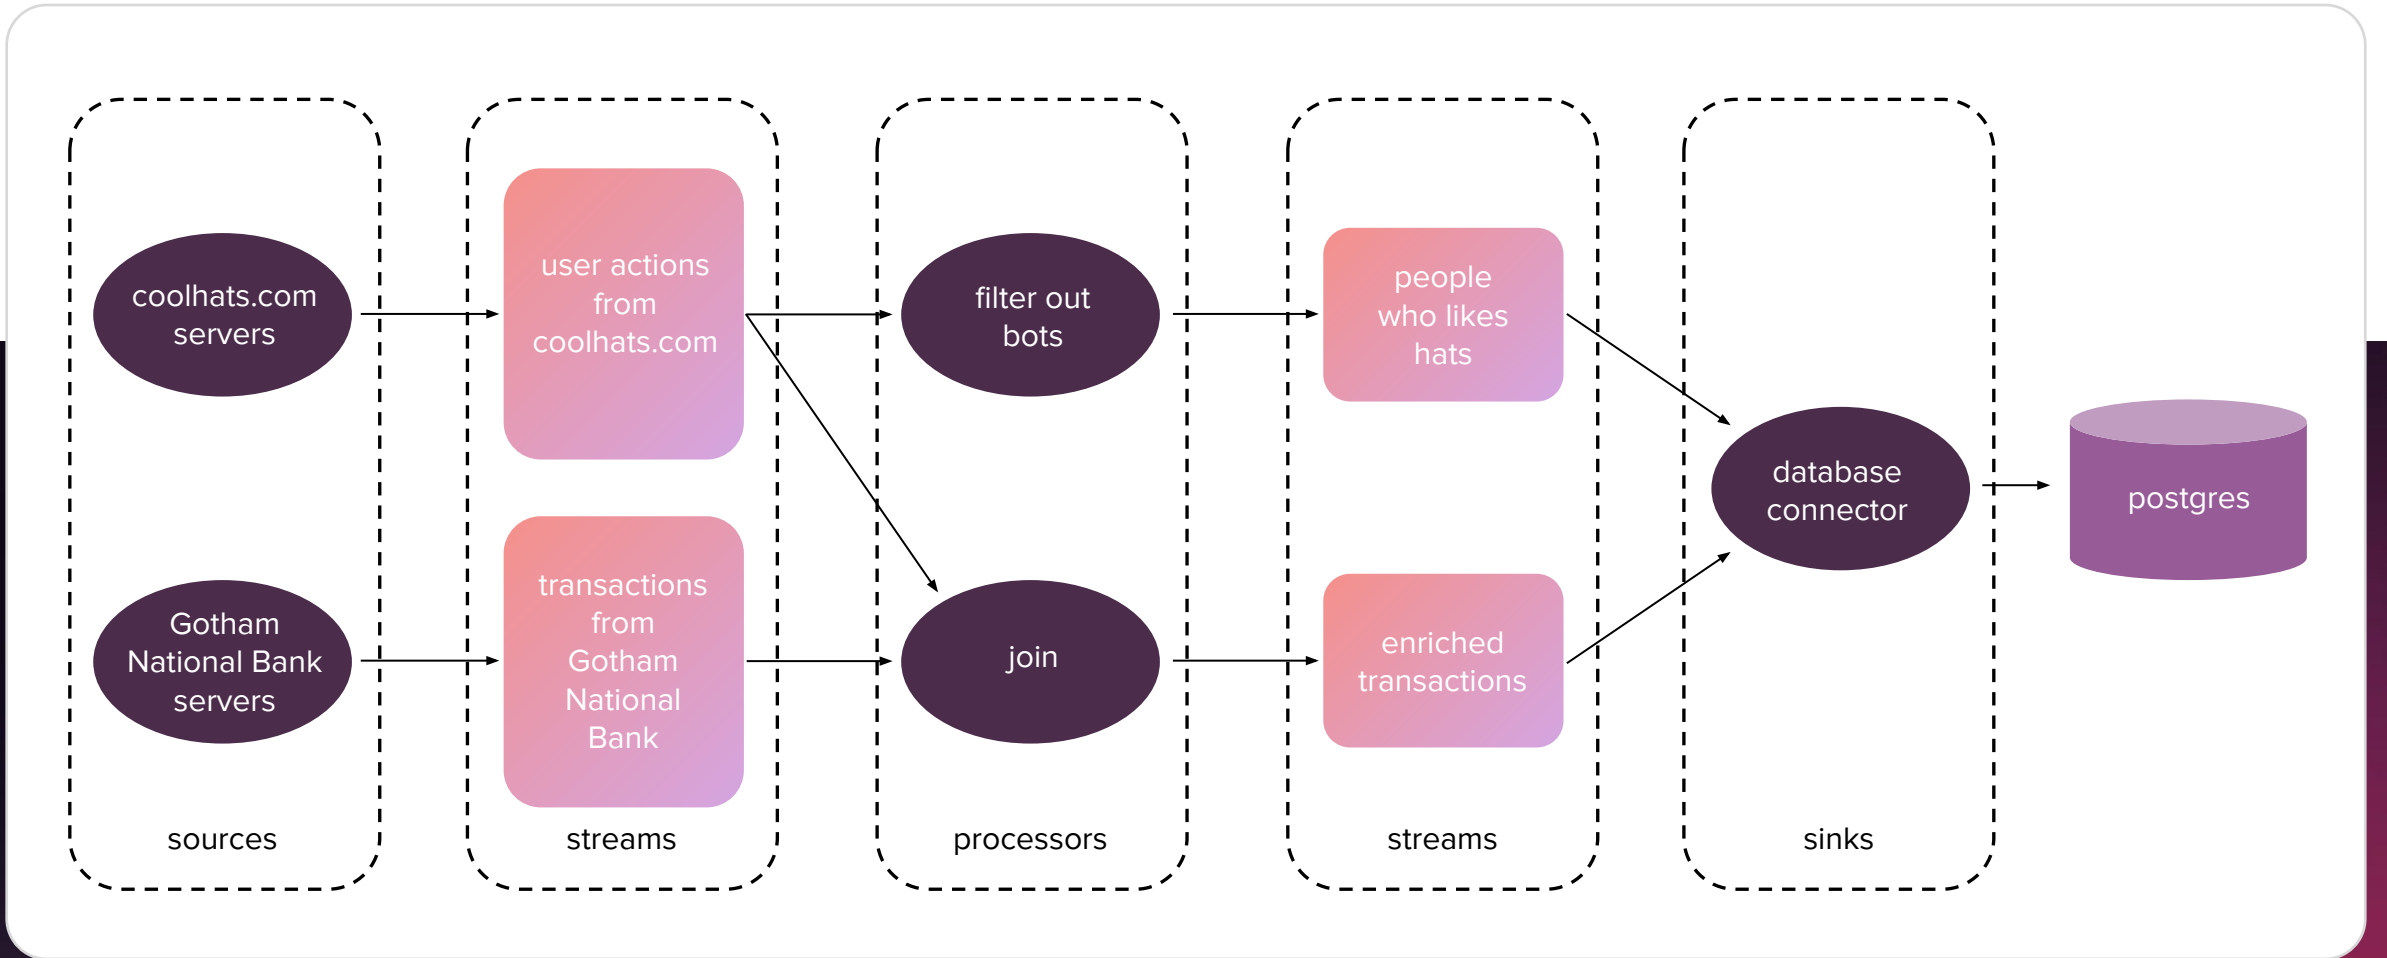 coolhats.com
servers
Gotham
National Bank
servers
sources
user actions
from
coolhats.com
transactions
from
Gotham
National
Bank
streams
filter out
bots
join
processors
people
who likes
hats
enriched
transactions
streams
database
connector
sinks
postgres